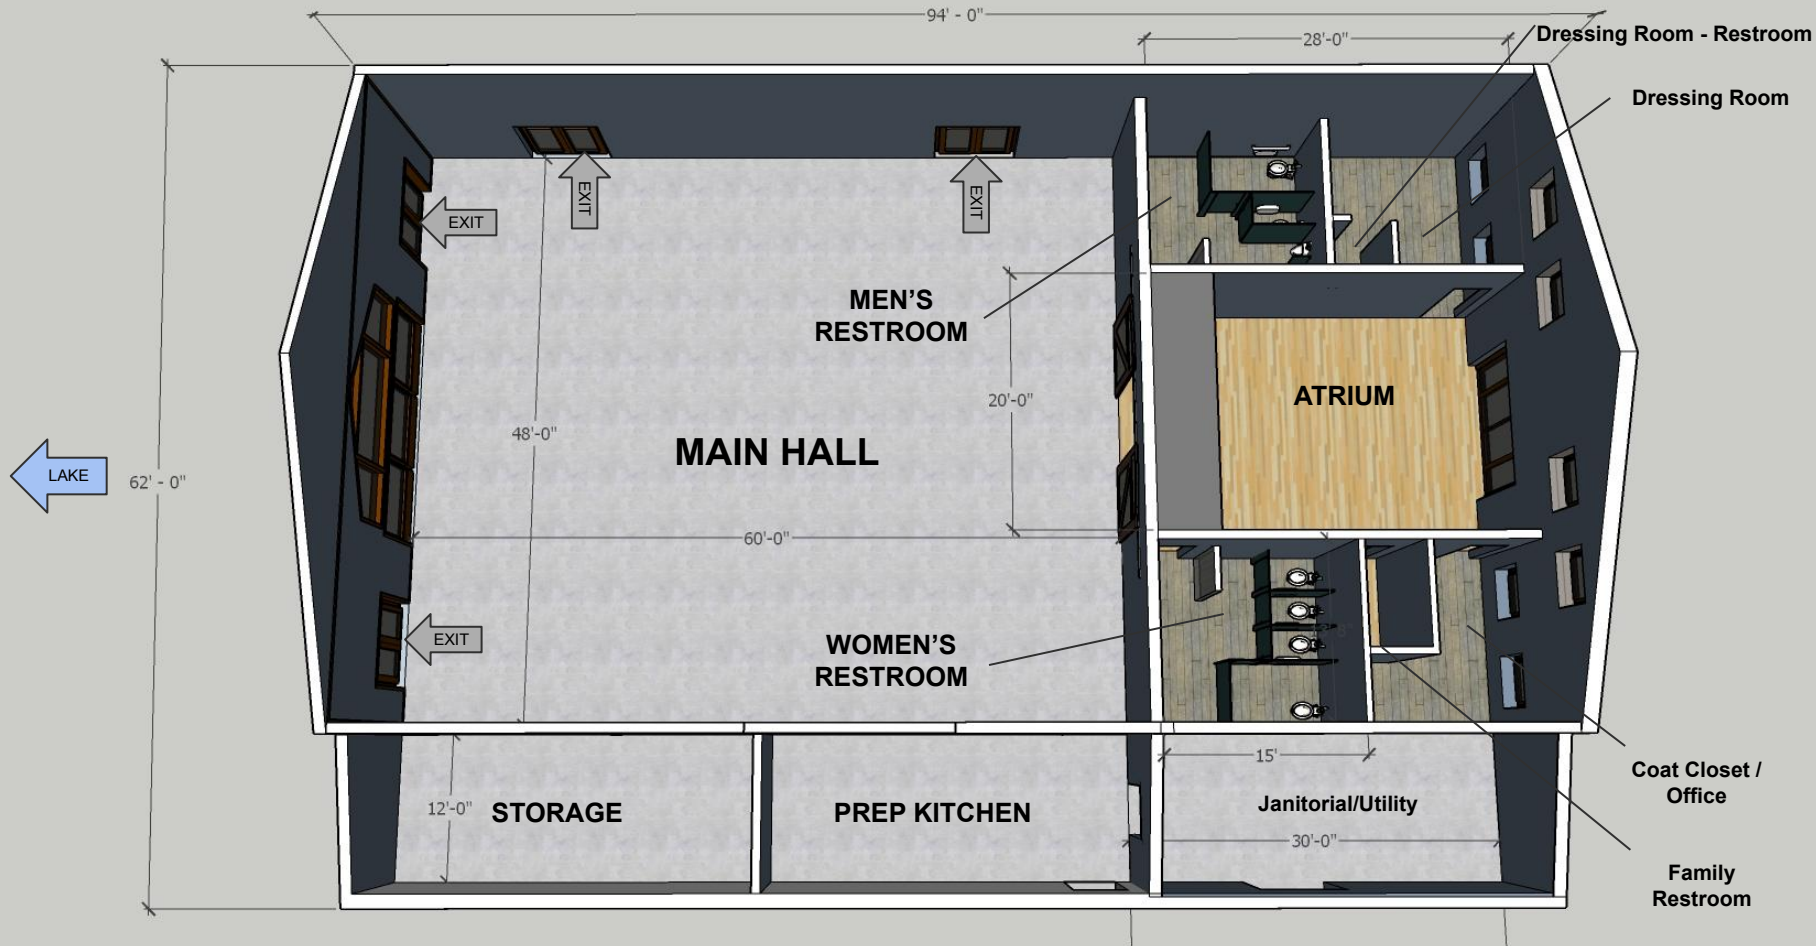 94' - 0"
28'-0"
Dressing Room - Restroom
Dressing Room
EXIT
EXIT
EXIT
MEN'S
RESTROOM
20'-0"
ATRIUM
48'-0"
MAIN HALL
LAKE
62' - 0"
60'-0"
EXIT
WOMEN'S
RESTROOM
15'
Coat Closet /
Office
12'-0"
STORAGE
PREP KITCHEN
Janitorial/Utility
30'-0"
Family
Restroom